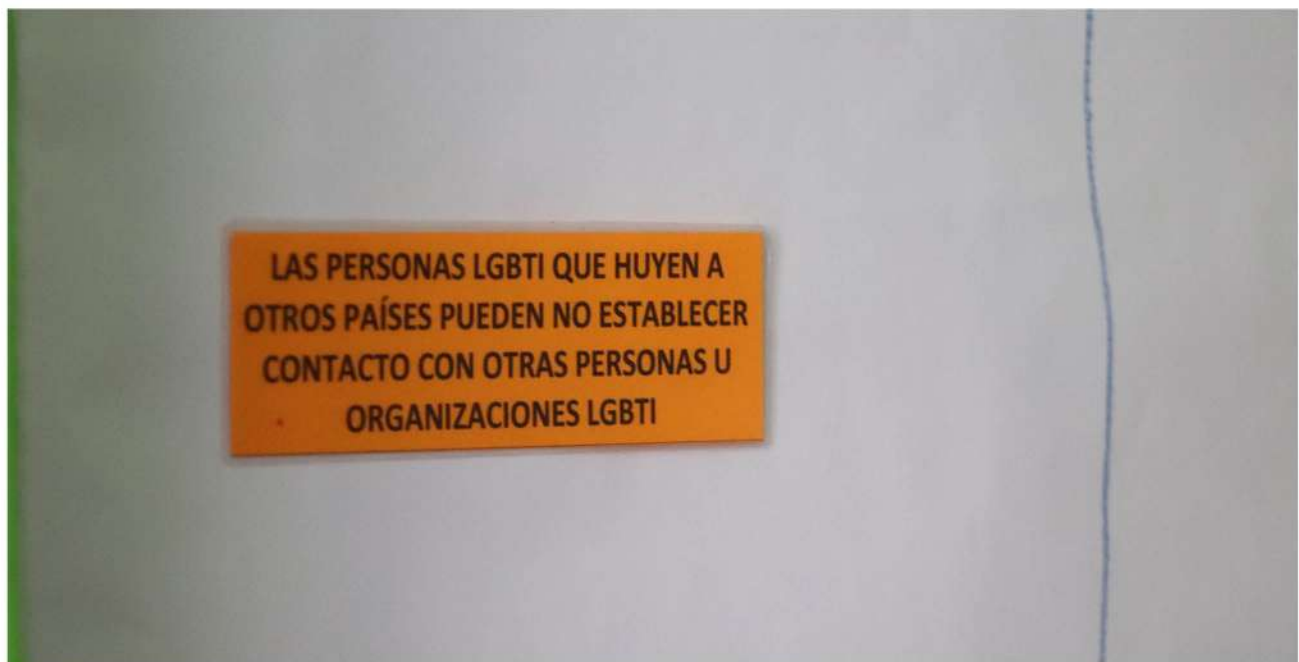 LAS PERSONAS LGBTI QUE HUYEN A
OTROS PAÍSES PUEDEN NO ESTABLECER
CONTACTO CON OTRAS PERSONAS U
ORGANIZACIONES LGBTI